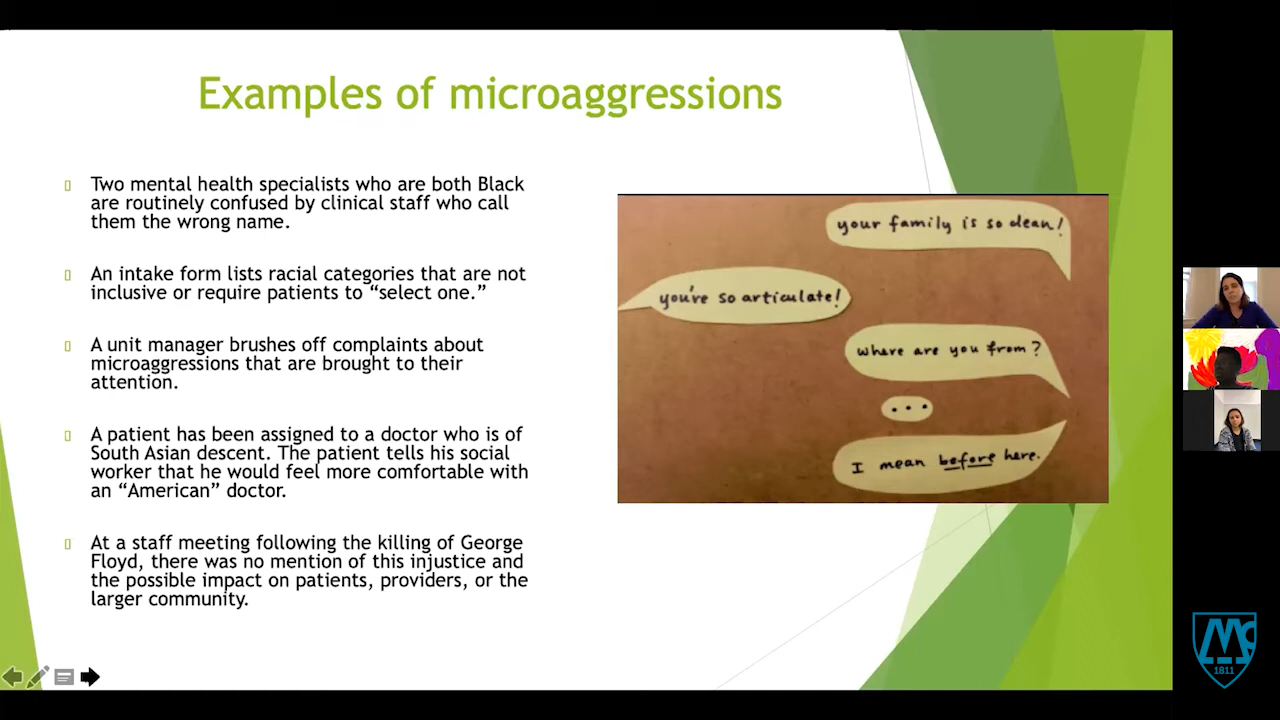 Examples of microaggressions
Two mental health specialists who are both Black
are routinely confused by clinical staff who call
them the wrong name.
An intake form lists racial categories that are not
inclusive or require patients to “select one.”
A unit manager brushes off complaints about
microaggressions that are brought to their
attention.
A patient has been assigned to a doctor who is of
South Asian descent. The patient tells his social
worker that he would feel more comfortable with
an “American” doctor.
At a staff meeting following the killing of George
Floyd, there was no mention of this injustice and
the possible impact on patients, providers, or the
larger community.
your family is so clean!
you're so articulate!
where are you from?
...
I mean before here.
Mc
1811